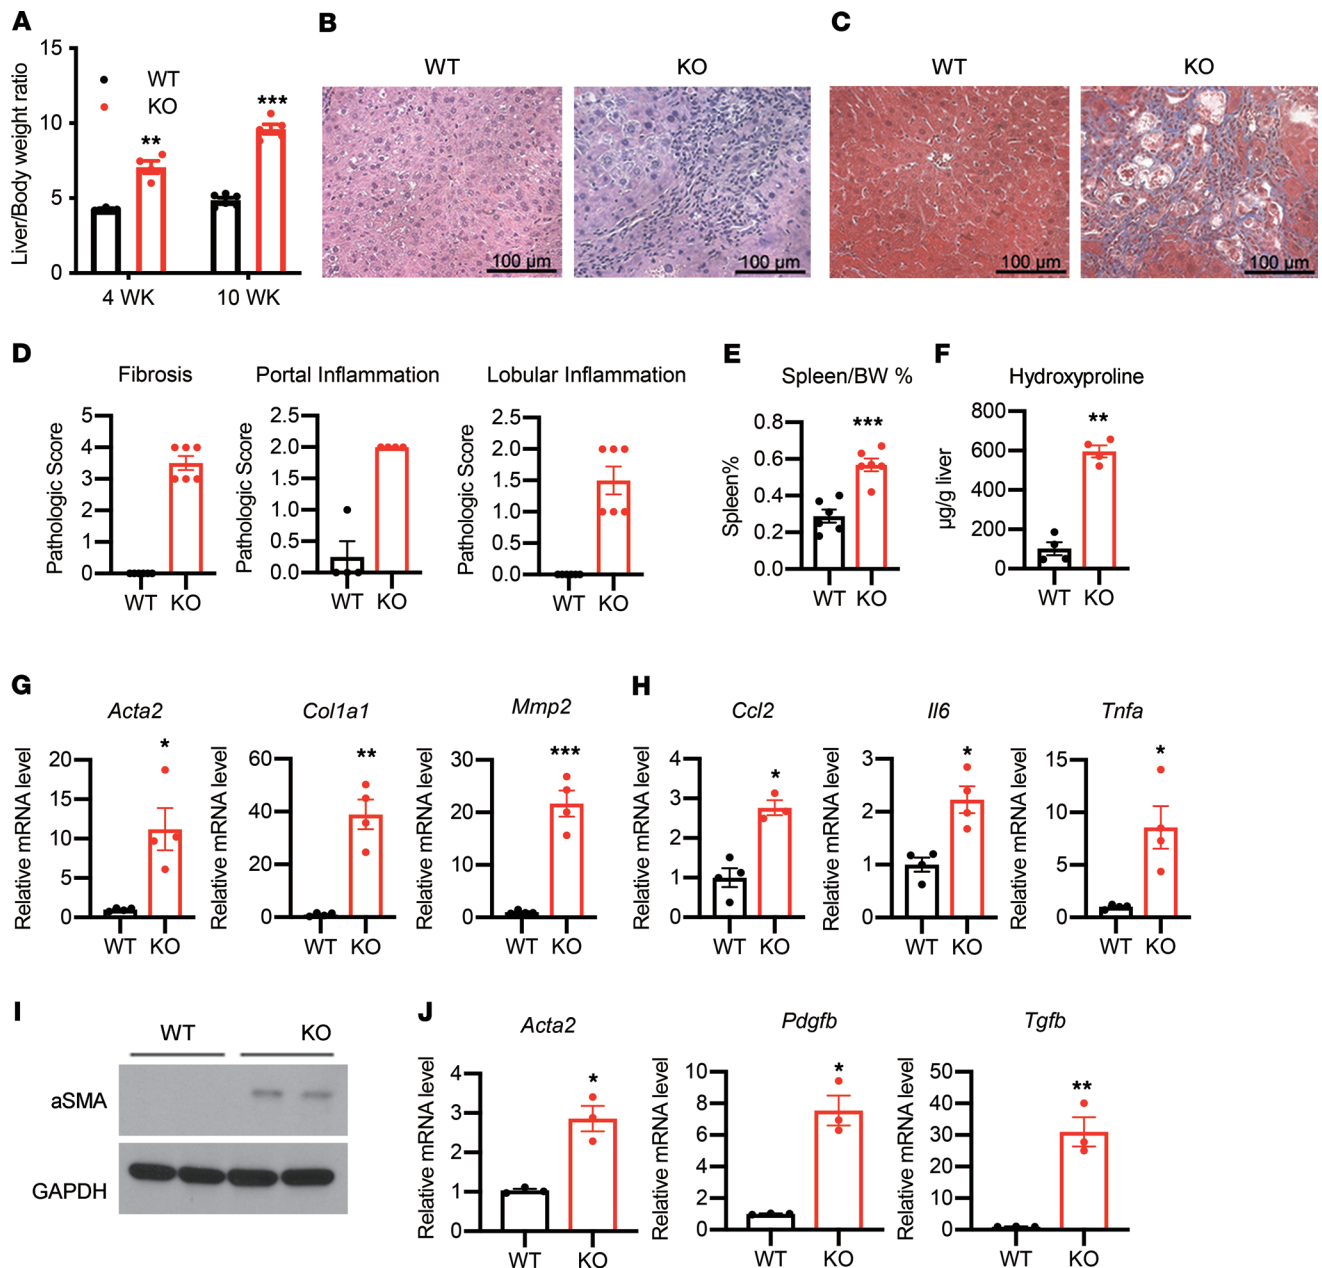 A
B
C
Liver/Body weight ratio
15
10
5
0
WT
KO
**
***
4 WK
10 WK
WT
KO
100 µm
100 µm
WT
KO
100 µm
100 µm
D
E
F
Fibrosis
Pathologic Score
5
4
3
2
1
0
WT KO
Portal Inflammation
Pathologic Score
2.5
2.0
1.5
1.0
0.5
0.0
WT KO
Lobular Inflammation
Pathologic Score
2.5
2.0
1.5
1.0
0.5
0.0
WT KO
Spleen/BW %
Spleen%
0.8
0.6
0.4
0.2
0.0
***
WT KO
Hydroxyproline
µg/g liver
800
600
400
200
0
**
WT KO
G
Acta2
Relative mRNA level
20
15
10
5
0
*
WT KO
Col1a1
Relative mRNA level
60
40
20
0
**
WT KO
Mmp2
Relative mRNA level
30
20
10
0
***
WT KO
H
Ccl2
Relative mRNA level
4
3
2
1
0
*
WT KO
Il6
Relative mRNA level
3
2
1
0
*
WT KO
Tnfa
Relative mRNA level
15
10
5
0
*
WT KO
I
WT KO
aSMA
GAPDH
J
Acta2
Relative mRNA level
4
3
2
1
0
*
WT KO
Pdgfb
Relative mRNA level
10
8
6
4
2
0
*
WT KO
Tgfb
Relative mRNA level
50
40
30
20
10
0
**
WT KO